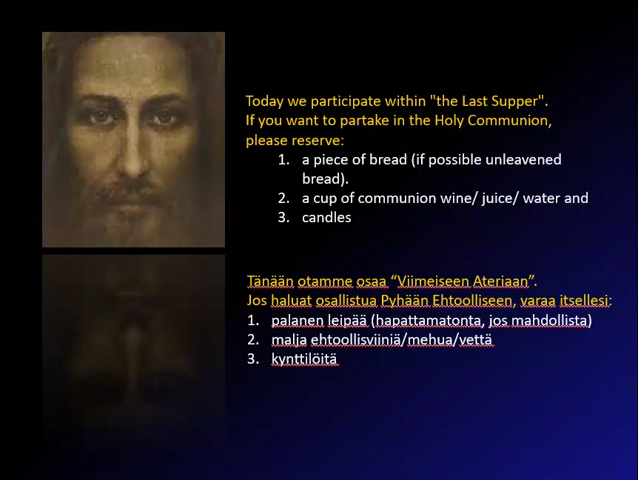 Today we participate within "the Last Supper".
If you want to partake in the Holy Communion,
please reserve:
1. a piece of bread (if possible unleavened
bread).
2. a cup of communion wine/ juice/ water and
3. candles
Tänään otamme osaa “Viimeiseen Ateriaan”.
Jos haluat osallistua Pyhään Ehtoolliseen, varaa itsellesi:
1. palanen leipää (hapattamatonta, jos mahdollista)
2. malja ehtoollisviiniä/mehua/vettä
3. kynttilöitä